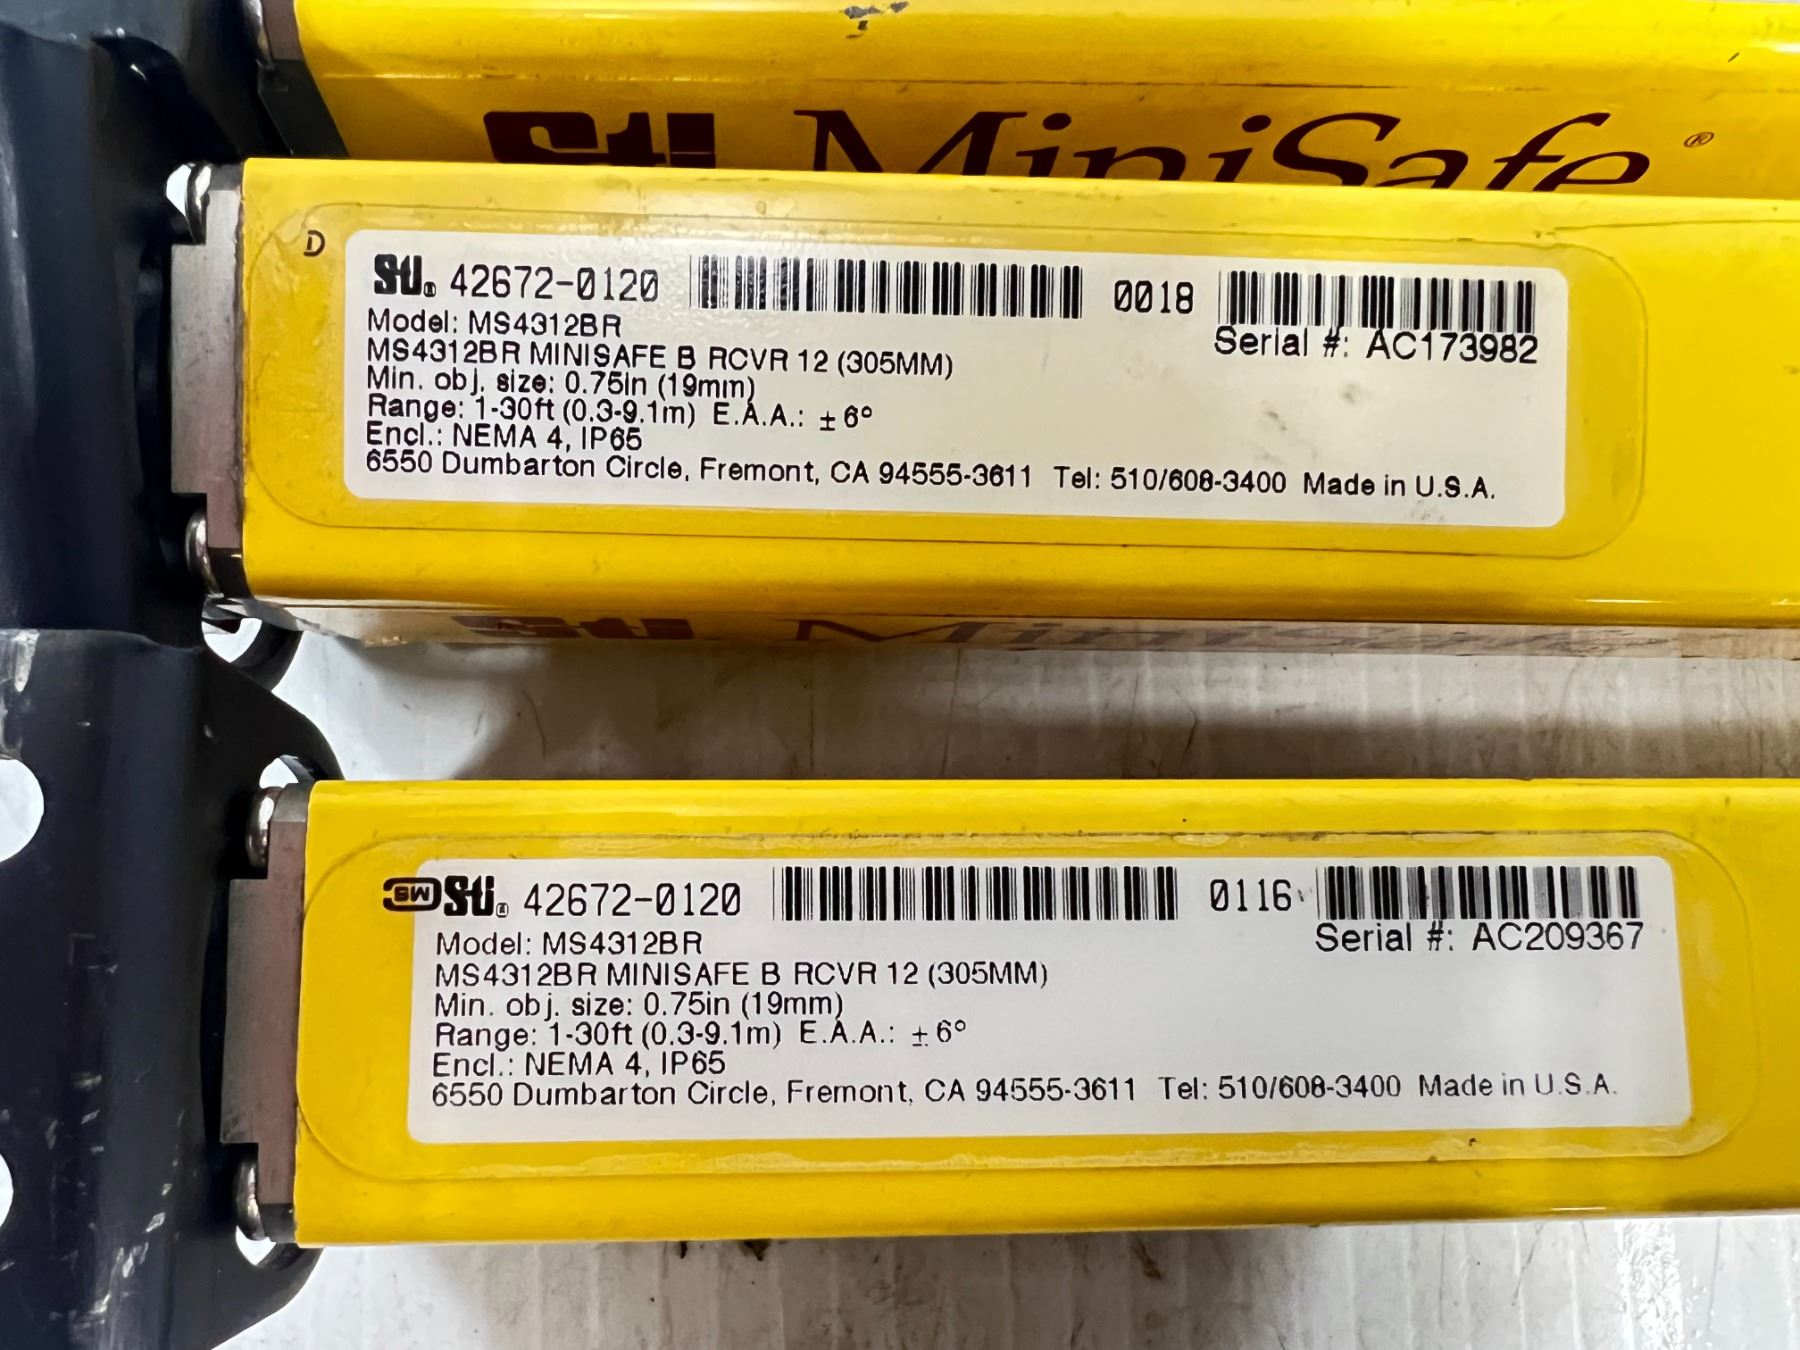 STI MiniSafe ®
D
STI® 42672-0120 0018
Model: MS4312BR Serial #: AC173982
MS4312BR MINISAFE B RCVR 12 (305MM)
Min. obj. size: 0.75in (19mm)
Range: 1-30ft (0.3-9.1m) E.A.A.: ± 6°
Encl.: NEMA 4, IP65
6550 Dumbarton Circle, Fremont, CA 94555-3611 Tel: 510/608-3400 Made in U.S.A.
STI MiniSafe
STI® 42672-0120 0116
Model: MS4312BR Serial #: AC209367
MS4312BR MINISAFE B RCVR 12 (305MM)
Min. obj. size: 0.75in (19mm)
Range: 1-30ft (0.3-9.1m) E.A.A.: ± 6°
Encl.: NEMA 4, IP65
6550 Dumbarton Circle, Fremont, CA 94555-3611 Tel: 510/608-3400 Made in U.S.A.